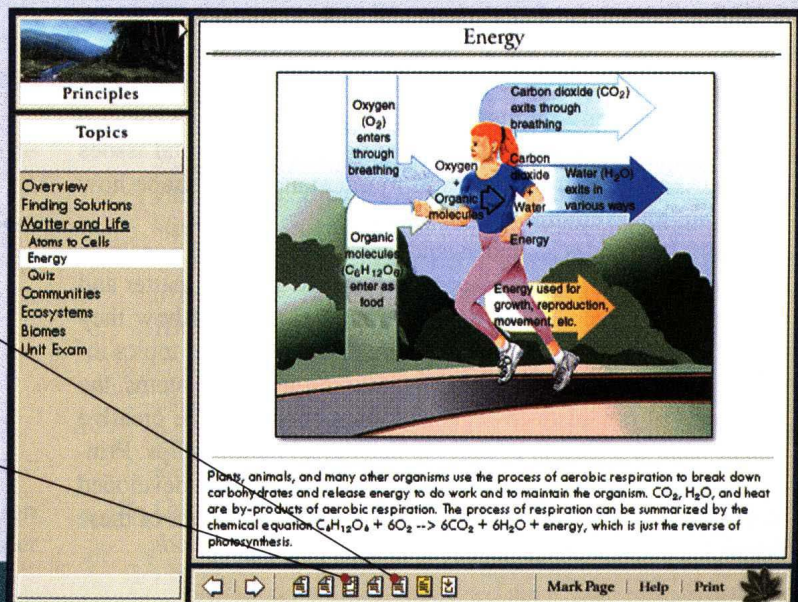 Principles
Topics
Overview
Finding Solutions
Matter and Life
Atoms to Cells
Energy
Quiz
Communities
Ecosystems
Biomes
Unit Exam
Energy
Oxygen
(O₂)
enters
through
breathing
Carbon dioxide (CO₂)
exits through
breathing
Oxygen
+
Organic
molecules
Carbon
dioxide
+
Water
+
Energy
Water (H₂O)
exits in
various ways
Organic
molecules
(C₆H₁₂O₆)
enter as
food
Energy used for
growth, reproduction,
movement, etc.
Plants, animals, and many other organisms use the process of aerobic respiration to break down
carbohydrates and release energy to do work and to maintain the organism. CO₂, H₂O, and heat
are by-products of aerobic respiration. The process of respiration can be summarized by the
chemical equation C₆H₁₂O₆ + 6O₂ --> 6CO₂ + 6H₂O + energy, which is just the reverse of
photosynthesis.
Mark Page | Help | Print